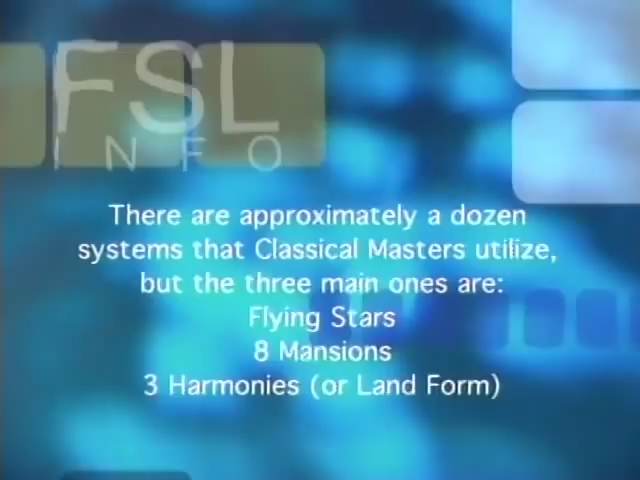 FSL
INFO
There are approximately a dozen
systems that Classical Masters utilize,
but the three main ones are:
Flying Stars
8 Mansions
3 Harmonies (or Land Form)